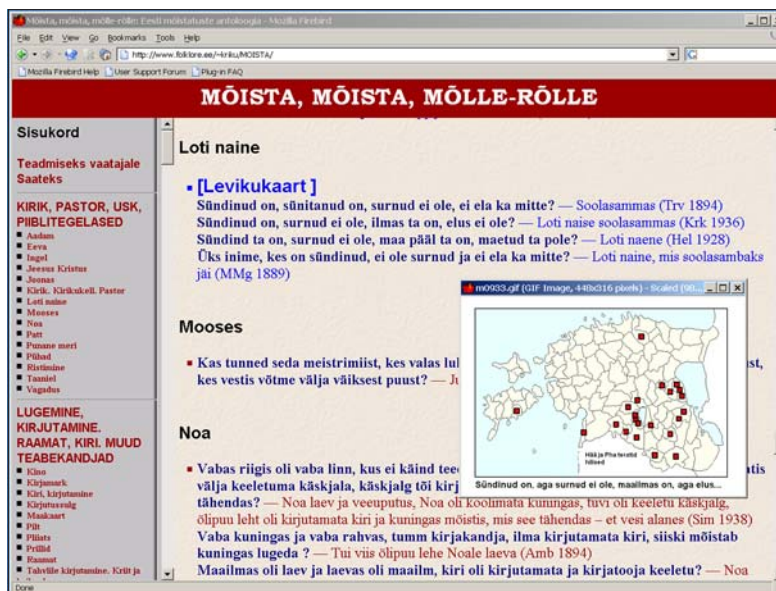 Mõista, mõista, mõlle-rõlle: Eesti mõistatuste antoloogia - Mozilla Firebird
File Edit View Go Bookmarks Tools Help
http://www.folklore.ee/~kriku/MOISTA/
Mozilla Firebird Help User Support Forum Plug-in FAQ
MÕISTA, MÕISTA, MÕLLE-RÕLLE
Sisukord
Teadmiseks vaatajale
Saateks
KIRIK, PASTOR, USK,
PIIBLITEGELASED
Aadam
Eeva
Ingel
Jeesus Kristus
Joonas
Kirik. Kirikukell. Pastor
Loti naine
Mooses
Noa
Patt
Punane meri
Pühad
Ristimine
Taaniel
Vagadus
LUGEMINE,
KIRJUTAMINE.
RAAMAT, KIRI. MUUD
TEABEKANDJAD
Kino
Kirjamark
Kiri, kirjutamine
Kirjutussulg
Maakaart
Pilt
Pliiats
Prillid
Raamat
Tahvlile kirjutamine. Kriit ja
Loti naine
[Levikukaart ]
Sündinud on, sünitanud on, surnud ei ole, ei ela ka mitte? — Soolasammas (Trv 1894)
Sündinud on, surnud ei ole, ilmas ta on, elus ei ole? — Loti naise soolasammas (Krk 1936)
Sündind ta on, surnud ei ole, maa pääl ta on, maetud ta pole? — Loti naene (Hel 1928)
Üks inime, kes on sündinud, ei ole surnud ja ei ela ka mitte? — Loti naine, mis soolasambaks
jäi (MMg 1889)
Mooses
Kas tunned seda meistrimiist, kes valas
kes vestis võtme välja väiksest puust? —
Noa
Vabas riigis oli vaba linn, kus ei käind
välja keeletuma käskjala, käskjalg tõi
tähendas? — Noa laev ja veeuputus, Noa oli koolimata kuningas, tuvi oli keeletu käskjalg,
õlipuu leht oli kirjutamata kiri ja kuningas mõistis, mis see tähendas – et vesi alanes (Sim 1938)
Vaba kuningas ja vaba rahvas, tumm kirjakandja, ilma kirjutamata kiri, siiski mõistab
kuningas lugeda ? — Tui viis õlipuu lehe Noale laeva (Amb 1894)
Maailmas oli laev ja laevas oli maailm, kiri oli kirjutamata ja kirjatooja keeletu? — Noa
m0933.gif (GIF Image, 448x316 pixels) - Scaled
Hää ja Pha teratid
hilised
Sündinud on, aga surnud ei ole, maailmas on, aga elus...
Done